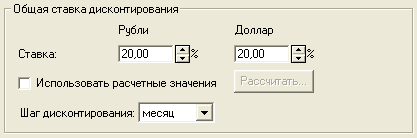 Общая ставка дисконтирования
Рубли Доллар
Ставка: 20,00 % 20,00 %
Использовать расчетные значения Рассчитать...
Шаг дисконтирования: месяц